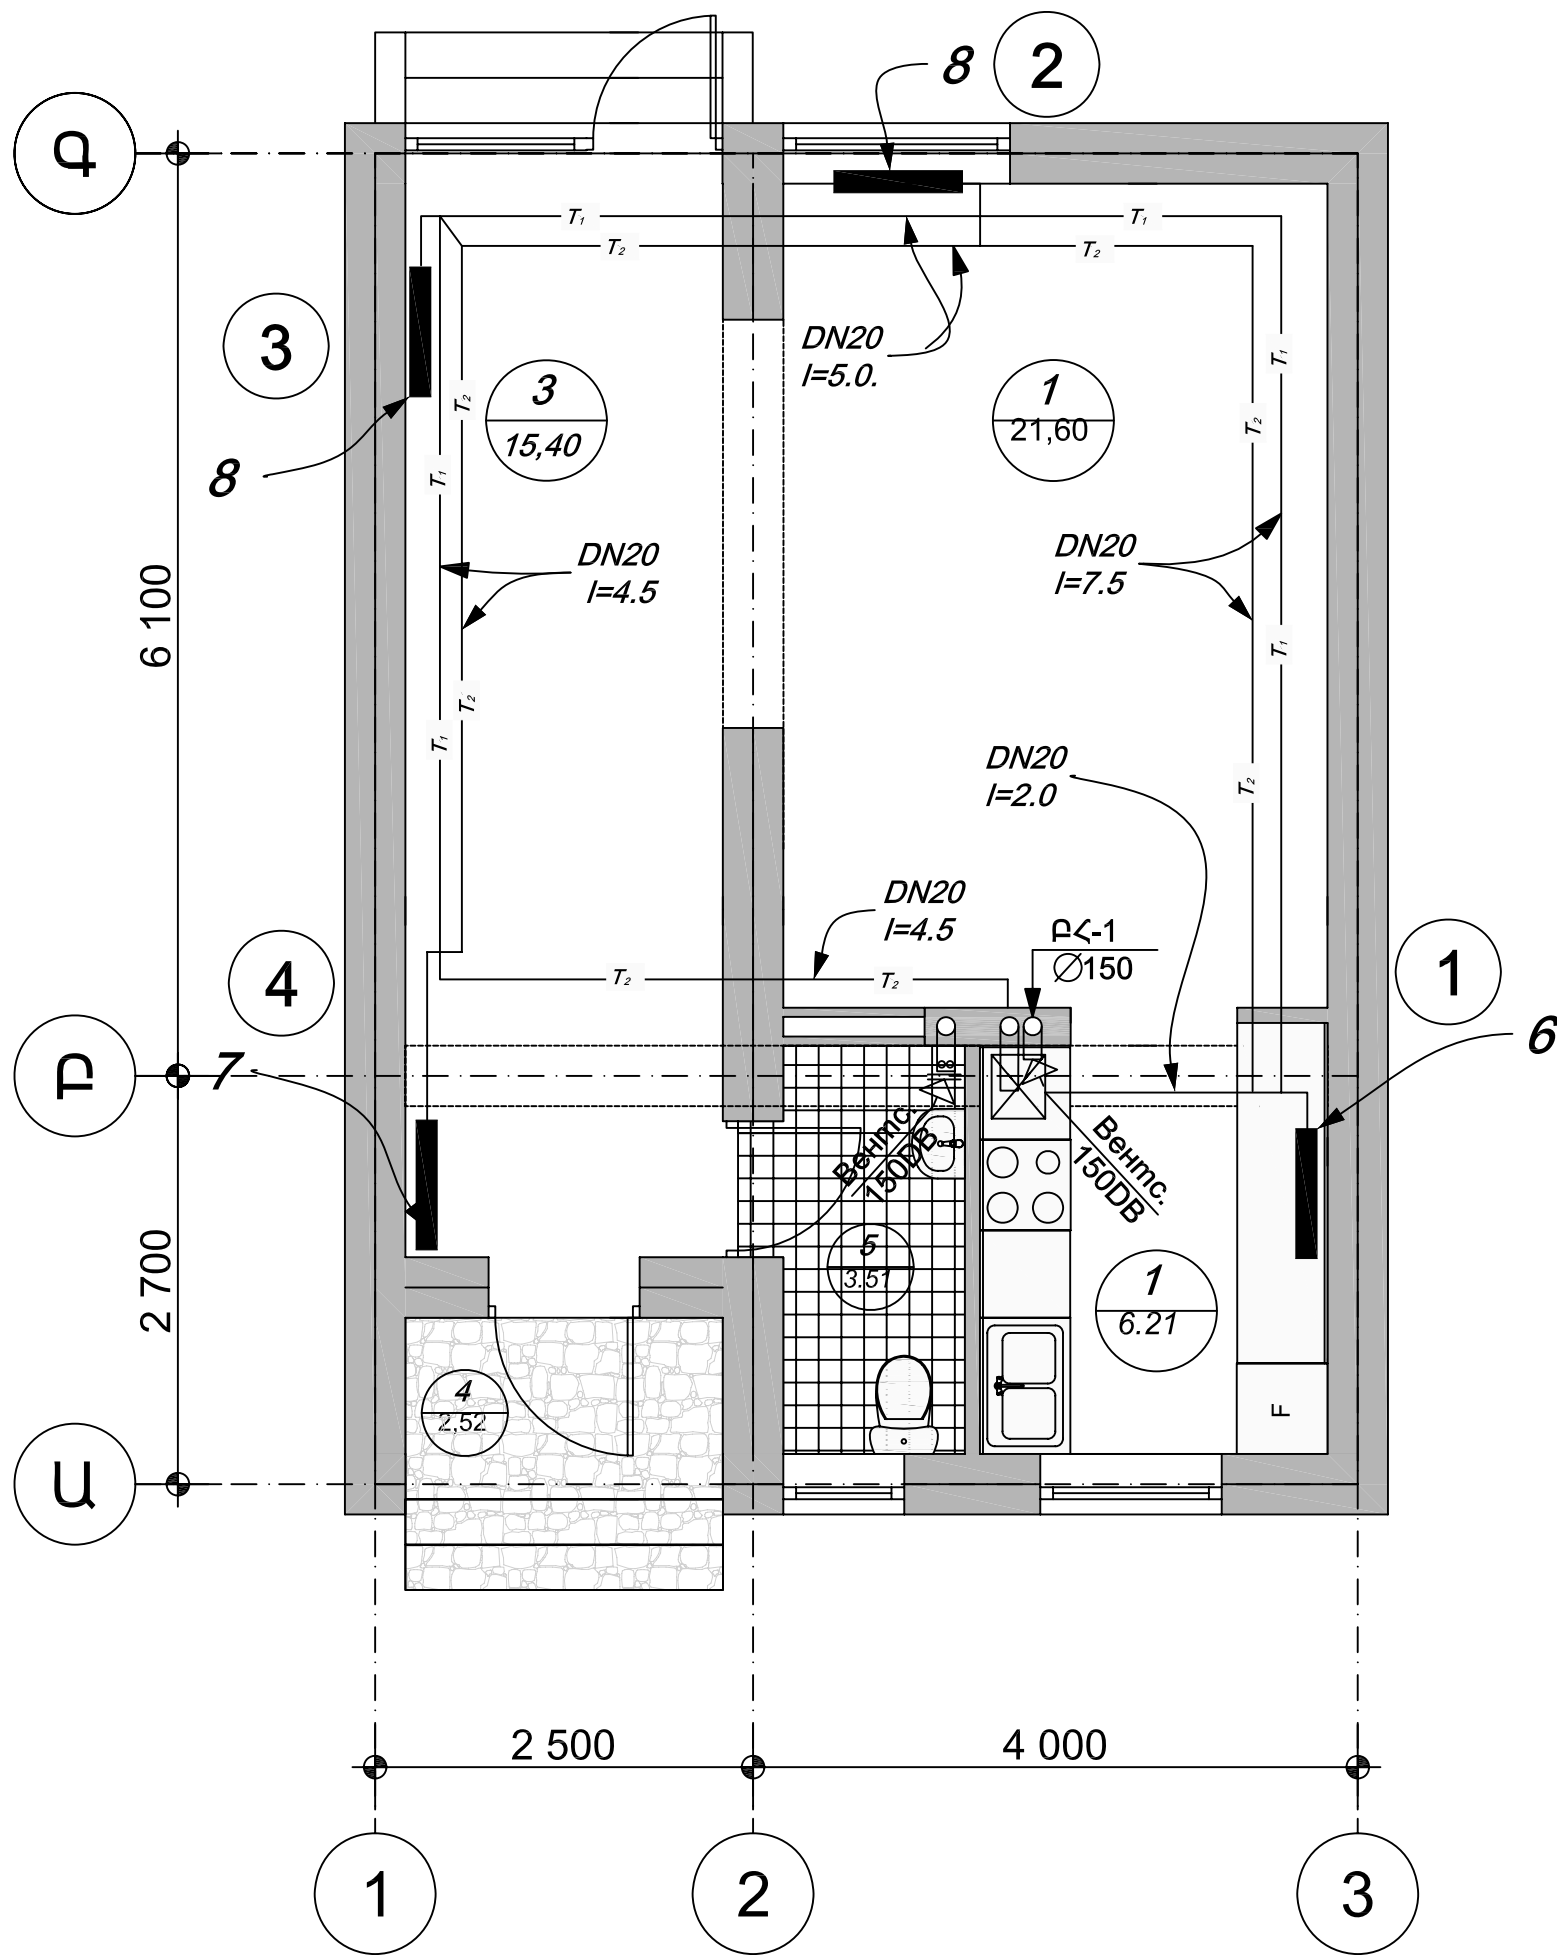 8
2
Գ
T₁
T₁
T₂
T₂
DN20
l=5.0.
3
T₁
3
15,40
1
21,60
T₂
T₂
8
T₁
DN20
l=4.5
DN20
l=7.5
6 100
T₁
T₂
T₁
DN20
l=2.0
T₂
DN20
l=4.5
ԲՀ-1
Ø150
4
T₂
T₂
1
6
Բ
7
Вентс.
150DB
Вентс.
150DB
5
3.51
1
6.21
2 700
4
2,52
F
Ա
2 500
4 000
1
2
3